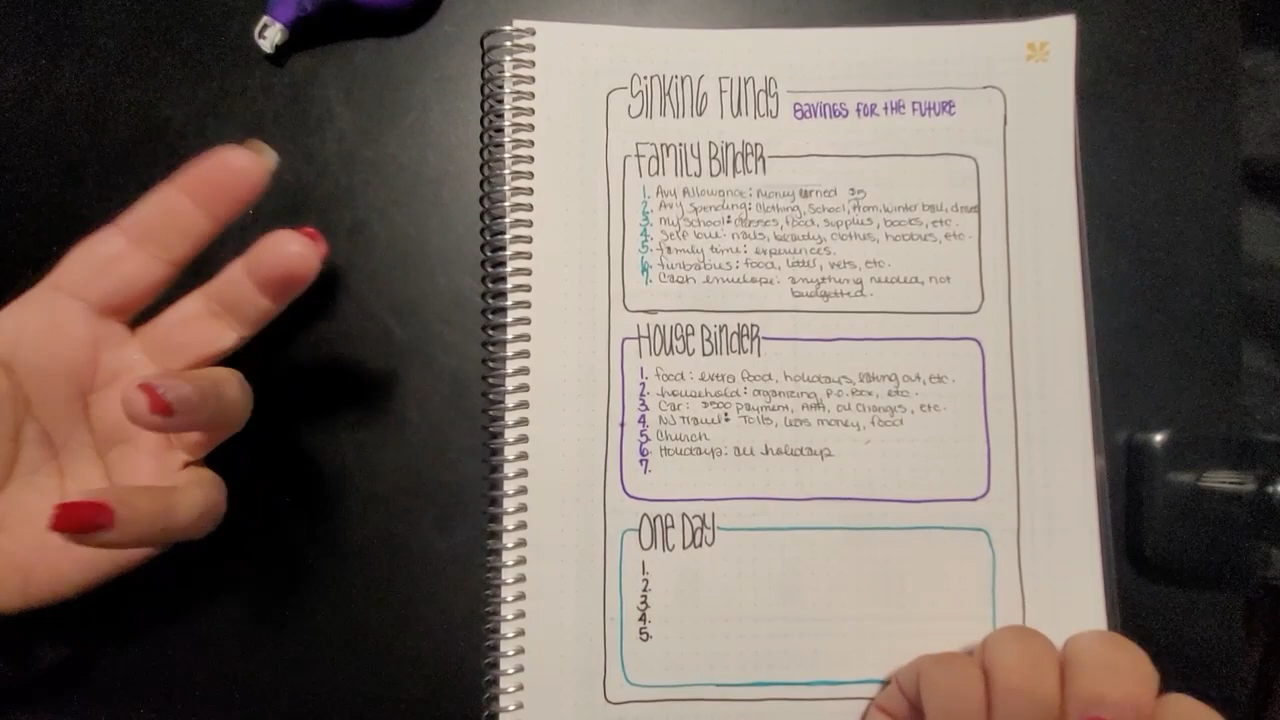 Sinking Funds SAVINGS FOR THE FUTURE
Family Binder
1. Avy Allowance: money earned
2. Avy Spending: Clothing, School, Prom, Winter ball, dress
3. My School: classes, food, supplies, books, etc.
4. Self love: nails, beauty, clothes, hobbies, etc.
5. family time: experiences.
6. furbabies: food, litter, vets, etc.
7. Cash envelope: anything needed, not
budgetted.
House Binder
1. food: extra food, holidays, eating out, etc.
2. household: organizing, P.O. Box, etc.
3. Car: $500 payment, AAA, oil changes, etc.
4. NJ Travel: Tolls, money, food
5. Church
6. Holidays: all holidays
7.
One Day
1.
2.
3.
4.
5.